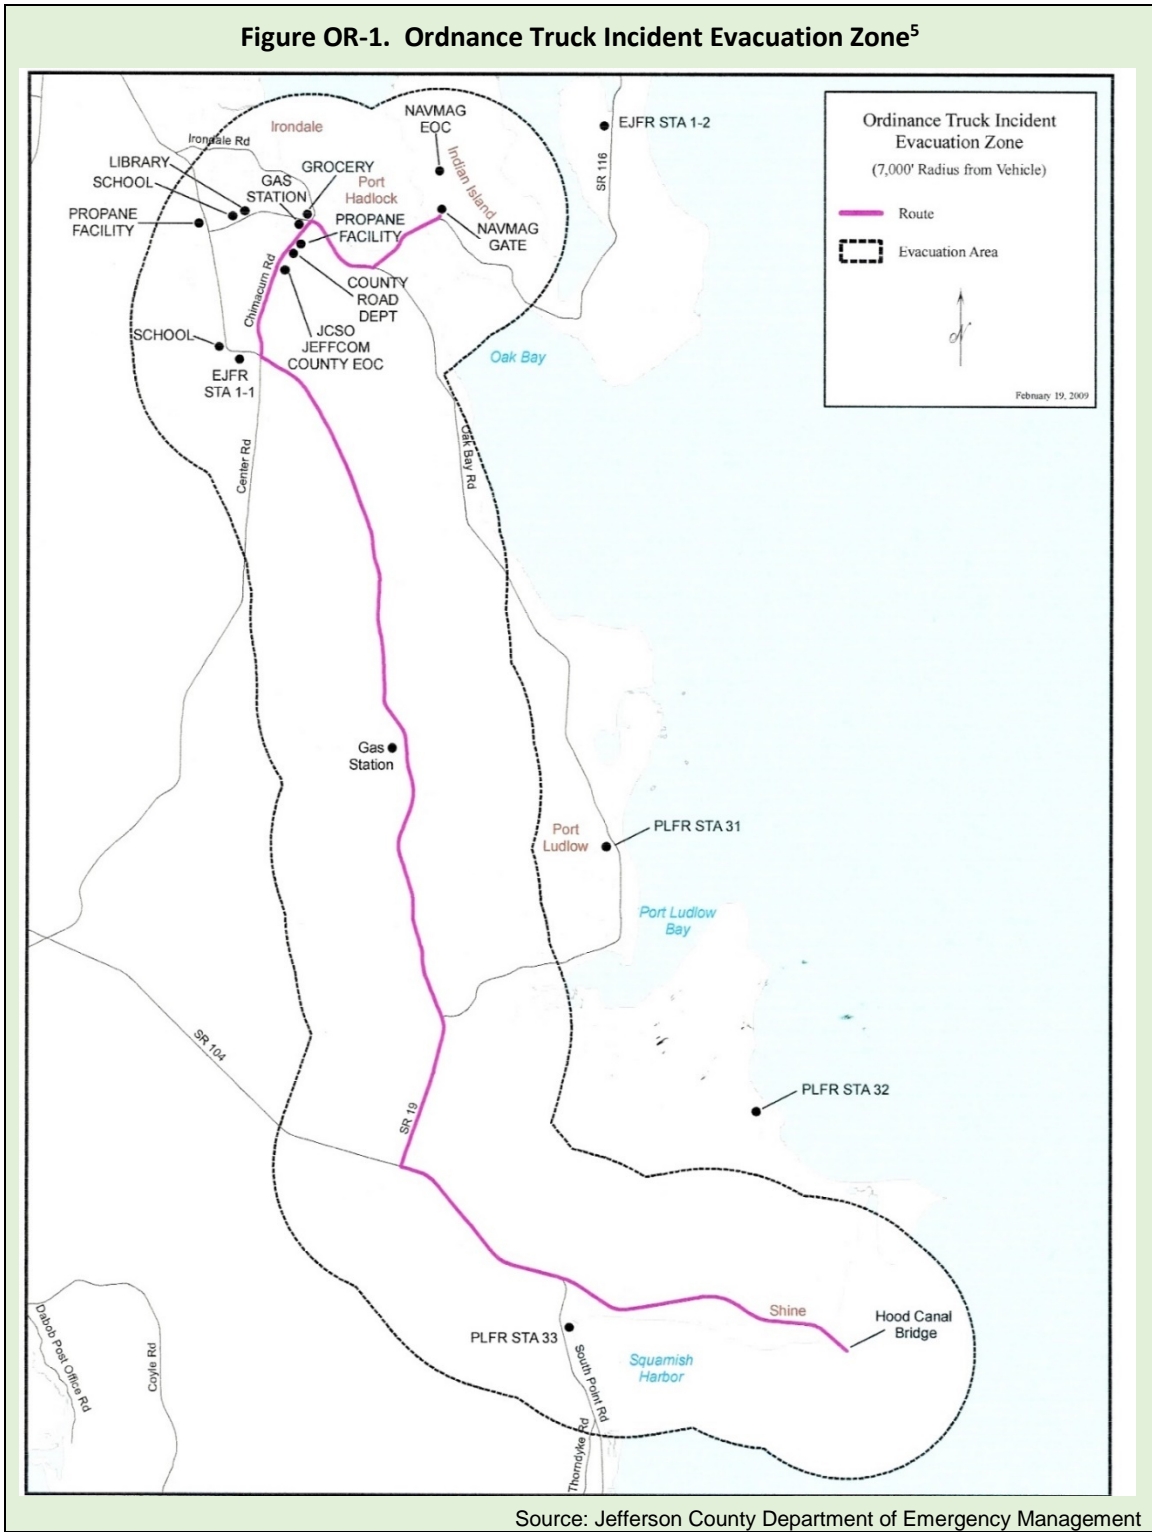 Figure OR-1. Ordnance Truck Incident Evacuation Zone5
Ordinance Truck Incident
Evacuation Zone
(7,000' Radius from Vehicle)
Route
Evacuation Area
N
February 19, 2009
NAVMAG
EOC
EJFR STA 1-2
SR 116
Irondale
Irondale Rd
Indian Island
LIBRARY
SCHOOL
GROCERY
GAS
STATION
Port
Hadlock
PROPANE
FACILITY
PROPANE
FACILITY
NAVMAG
GATE
Chimacum Rd
COUNTY
ROAD
DEPT
JCSO
JEFFCOM
COUNTY EOC
SCHOOL
EJFR
STA 1-1
Oak Bay
Center Rd
Oak Bay Rd
Gas
Station
PLFR STA 31
Port
Ludlow
Port Ludlow
Bay
SR 104
PLFR STA 32
SR 19
Shine
Hood Canal
Bridge
PLFR STA 33
Squamish
Harbor
South Point Rd
Thorndyke Rd
Dabob Post Office Rd
Coyle Rd
Source: Jefferson County Department of Emergency Management